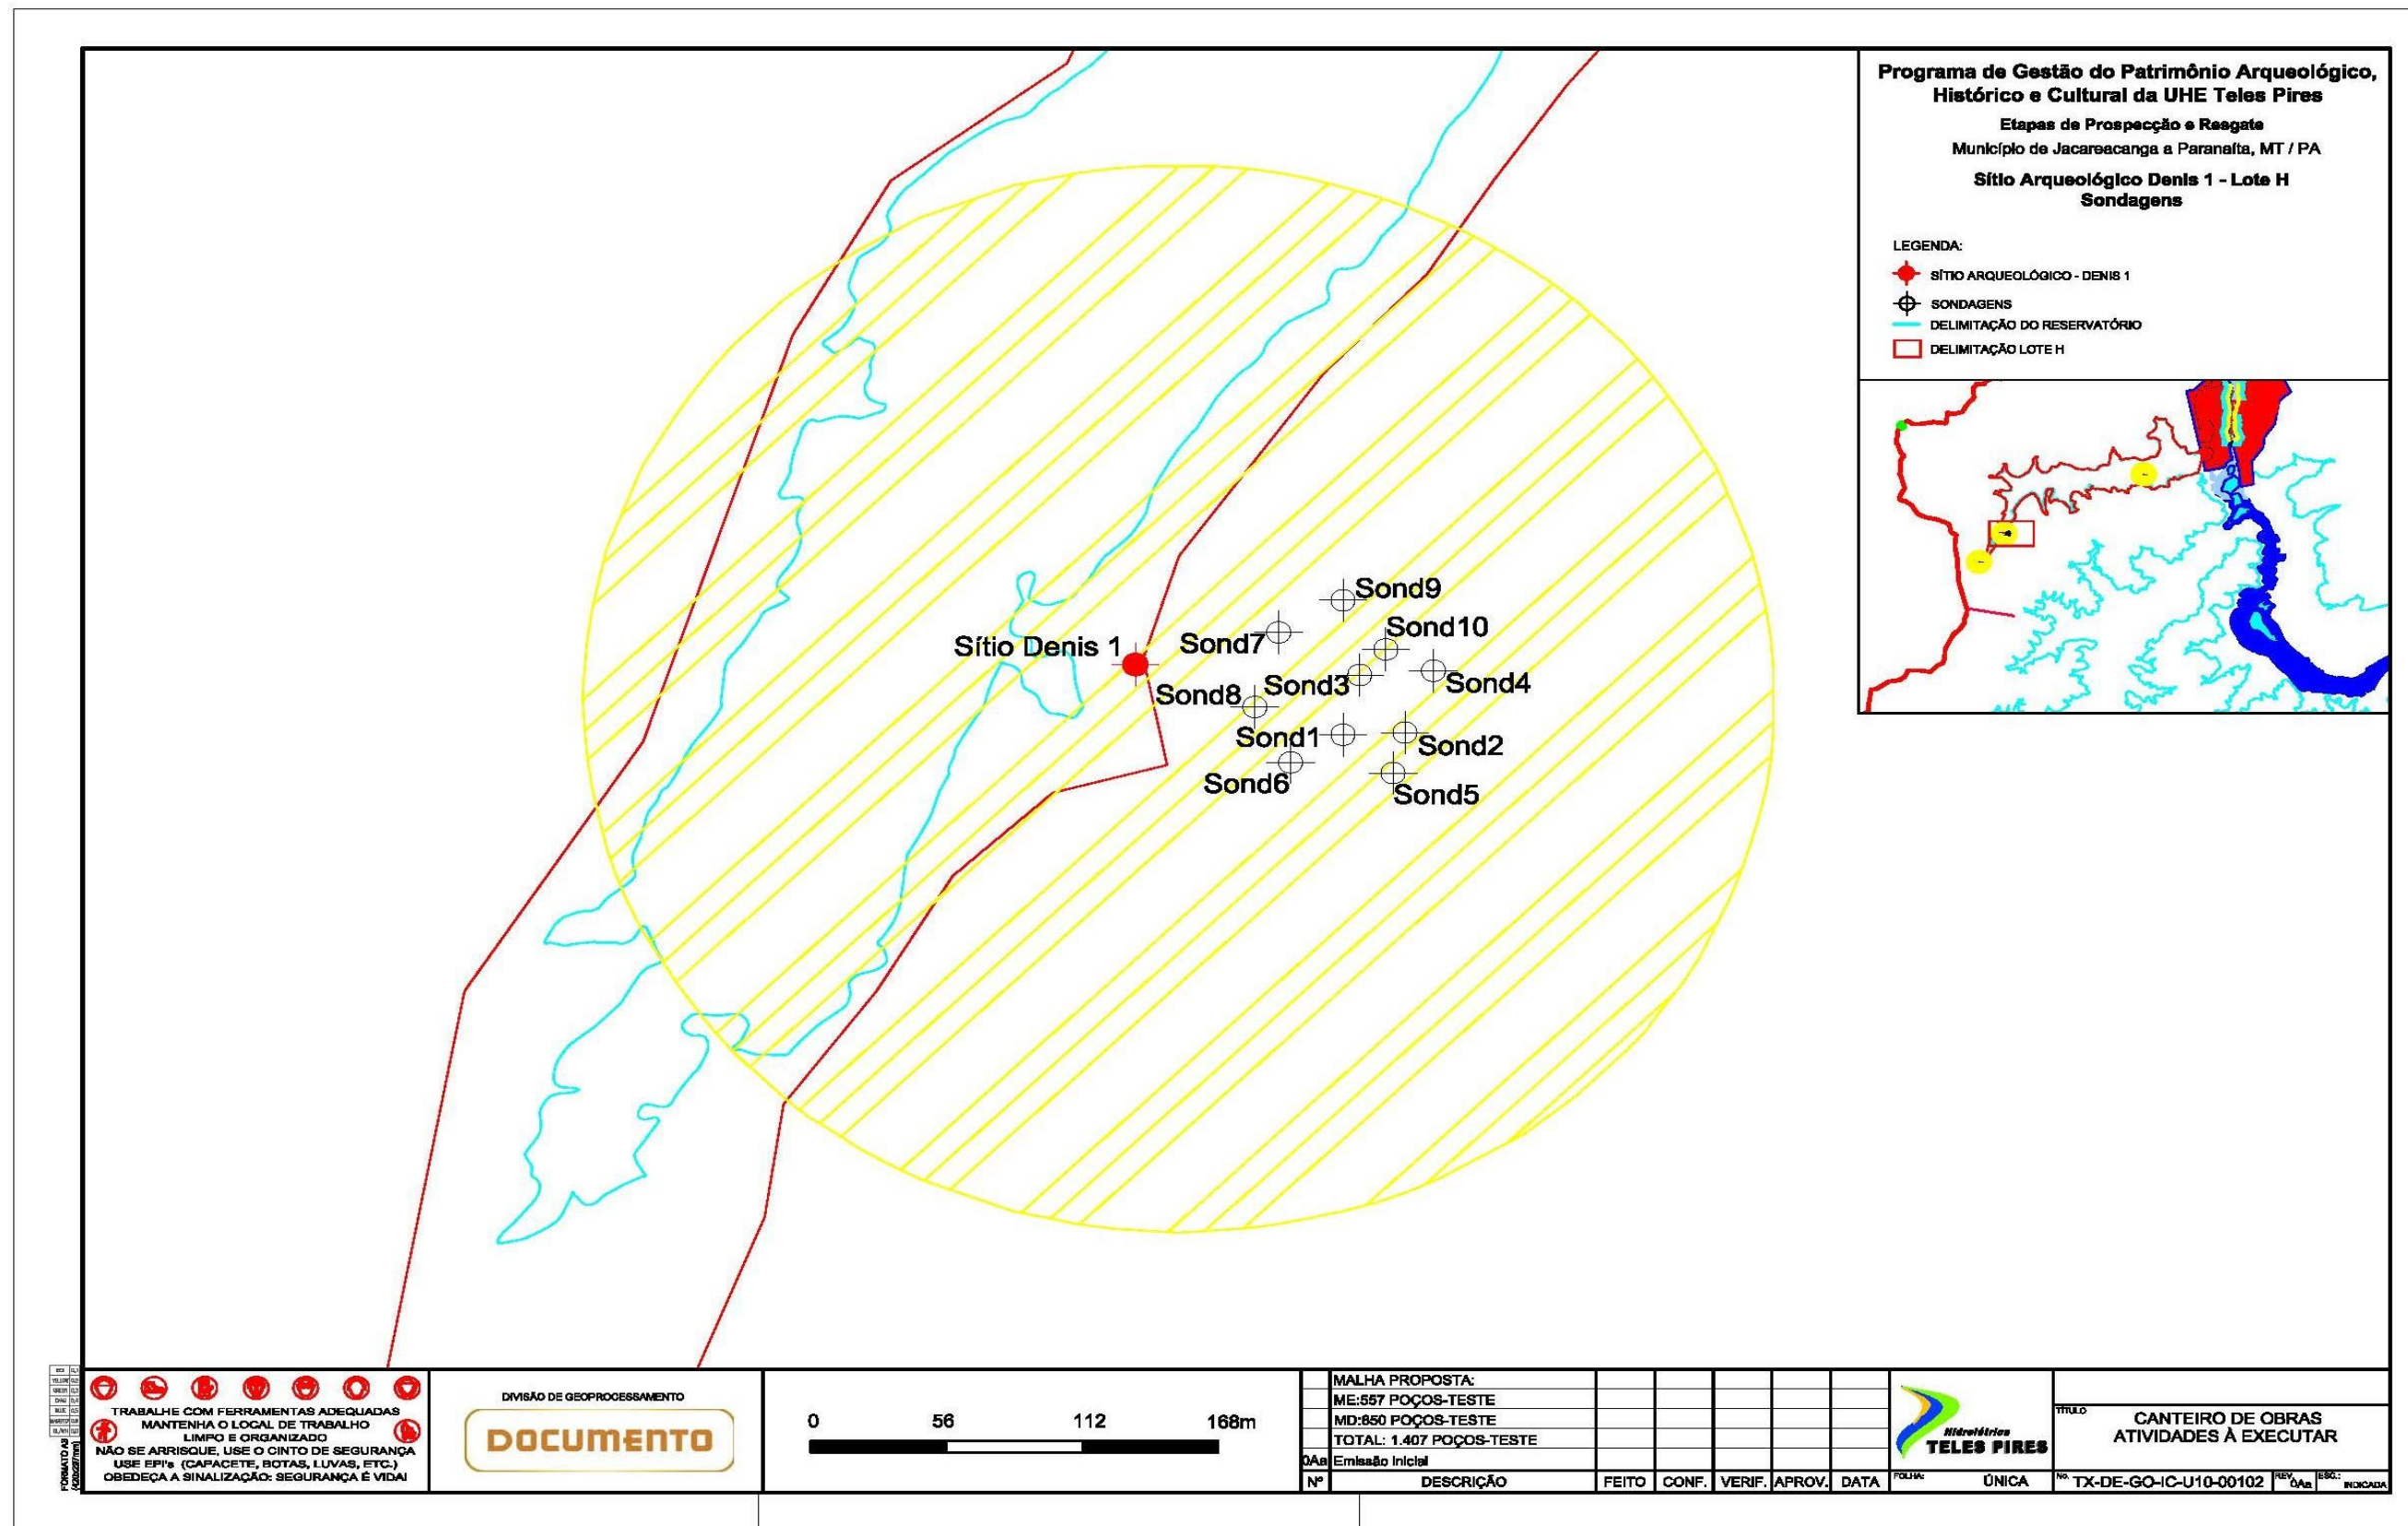 Programa de Gestão do Patrimônio Arqueológico,
Histórico e Cultural da UHE Teles Pires
Etapas de Prospecção e Resgate
Município de Jacareacanga a Paranaíta, MT / PA
Sítio Arqueológico Denis 1 - Lote H
Sondagens
LEGENDA:
SÍTIO ARQUEOLÓGICO - DENIS 1
SONDAGENS
DELIMITAÇÃO DO RESERVATÓRIO
DELIMITAÇÃO LOTE H
Sond9
Sond10
Sond7
Sítio Denis 1
Sond3
Sond4
Sond8
Sond1
Sond2
Sond6
Sond5
TRABALHE COM FERRAMENTAS ADEQUADAS
MANTENHA O LOCAL DE TRABALHO
LIMPO E ORGANIZADO
NÃO SE ARRISQUE, USE O CINTO DE SEGURANÇA
USE EPI's (CAPACETE, BOTAS, LUVAS, ETC.)
OBEDEÇA A SINALIZAÇÃO: SEGURANÇA É VIDA!
DIVISÃO DE GEOPROCESSAMENTO
DOCUMENTO
0 56 112 168m
MALHA PROPOSTA:
ME:557 POÇOS-TESTE
MD:850 POÇOS-TESTE
TOTAL: 1.407 POÇOS-TESTE
0Aa Emissão Inicial
Nº DESCRIÇÃO FEITO CONF. VERIF. APROV. DATA
Hidrelétrica
TELES PIRES
FOLHA: ÚNICA
TÍTULO
CANTEIRO DE OBRAS
ATIVIDADES À EXECUTAR
No. TX-DE-GO-IC-U10-00102 REV. 0Aa ESC.: INDICADA